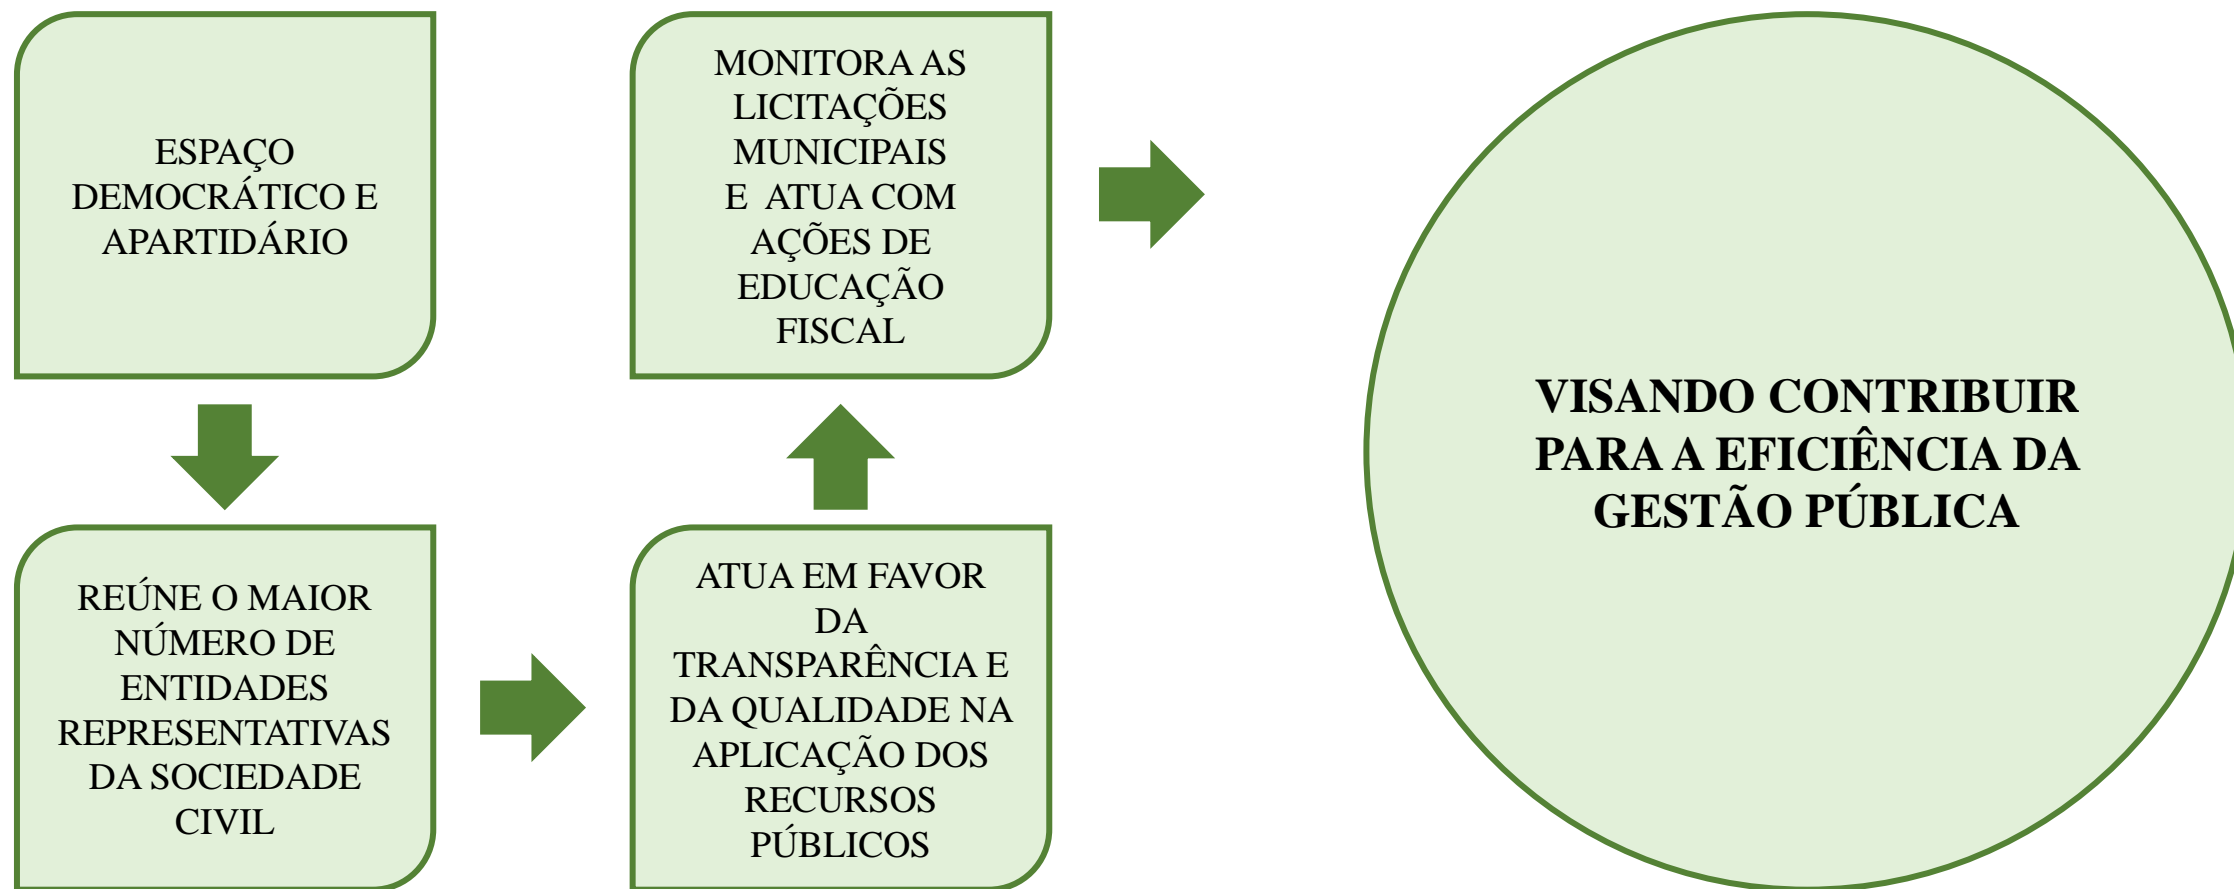 ESPAÇO
DEMOCRÁTICO E
APARTIDÁRIO
REÚNE O MAIOR
NÚMERO DE
ENTIDADES
REPRESENTATIVAS
DA SOCIEDADE
CIVIL
ATUA EM FAVOR
DA
TRANSPARÊNCIA E
DA QUALIDADE NA
APLICAÇÃO DOS
RECURSOS
PÚBLICOS
MONITORA AS
LICITAÇÕES
MUNICIPAIS
E ATUA COM
AÇÕES DE
EDUCAÇÃO
FISCAL
VISANDO CONTRIBUIR
PARA A EFICIÊNCIA DA
GESTÃO PÚBLICA